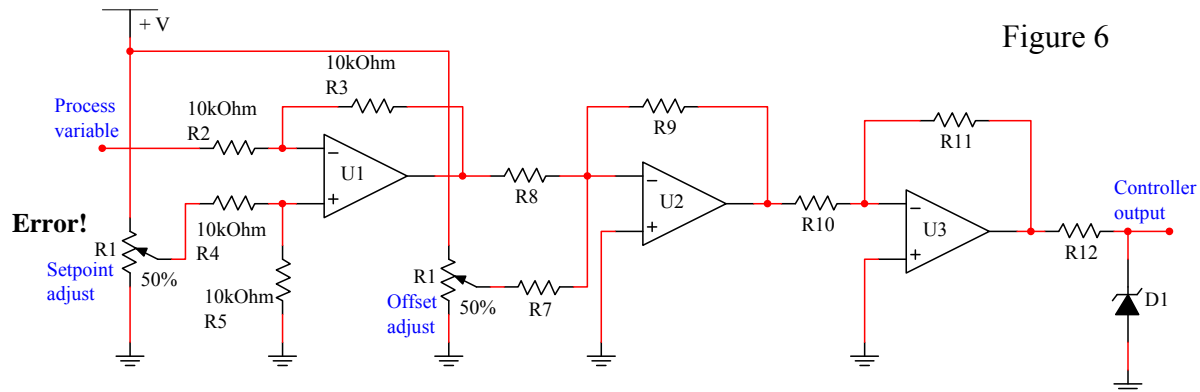 Figure 6
+ V
10kOhm
R3
Process
variable
10kOhm
R2
R9
R11
U1
R8
U2
R10
U3
Controller
output
Error!
10kOhm
R4
R1
Setpoint
adjust
50%
10kOhm
R5
R1
Offset
adjust
50%
R7
R12
D1
−
+
−
+
−
+